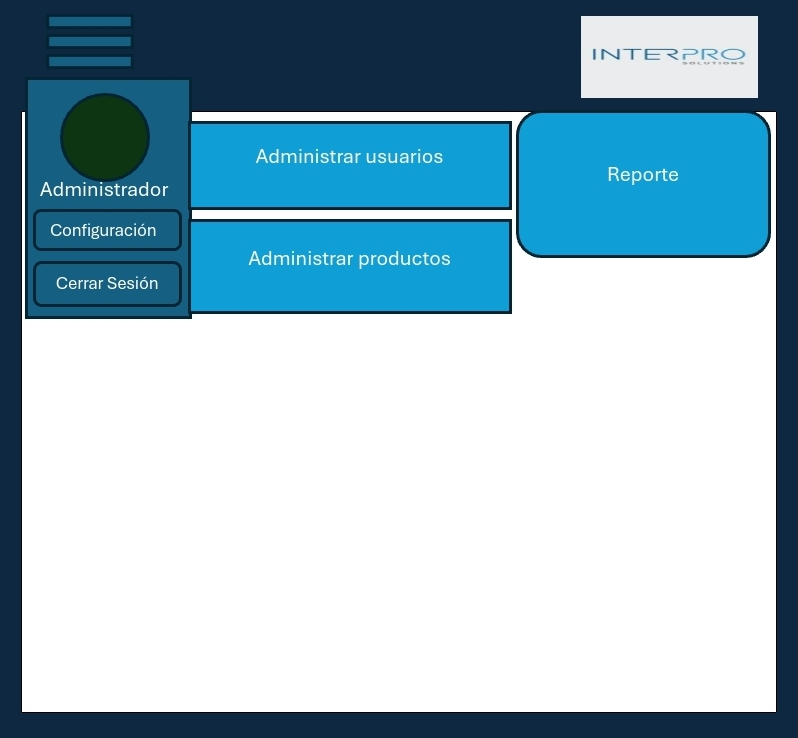 INTERPRO
SOLUTIONS
Administrador
Configuración
Cerrar Sesión
Administrar usuarios
Administrar productos
Reporte